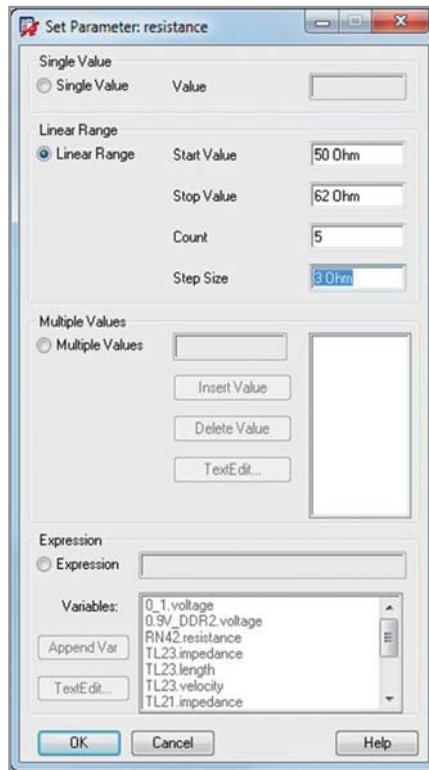 Set Parameter: resistance
Single Value
Single Value Value
Linear Range
Linear Range Start Value 50 Ohm
Stop Value 62 Ohm
Count 5
Step Size 3 Ohm
Multiple Values
Multiple Values
Insert Value
Delete Value
TextEdit...
Expression
Expression
Variables:
0_1.voltage
0.9V_DDR2.voltage
RN42.resistance
Append Var
TL23.impedance
TL23.length
TextEdit...
TL23.velocity
TL21.impedance
OK Cancel Help